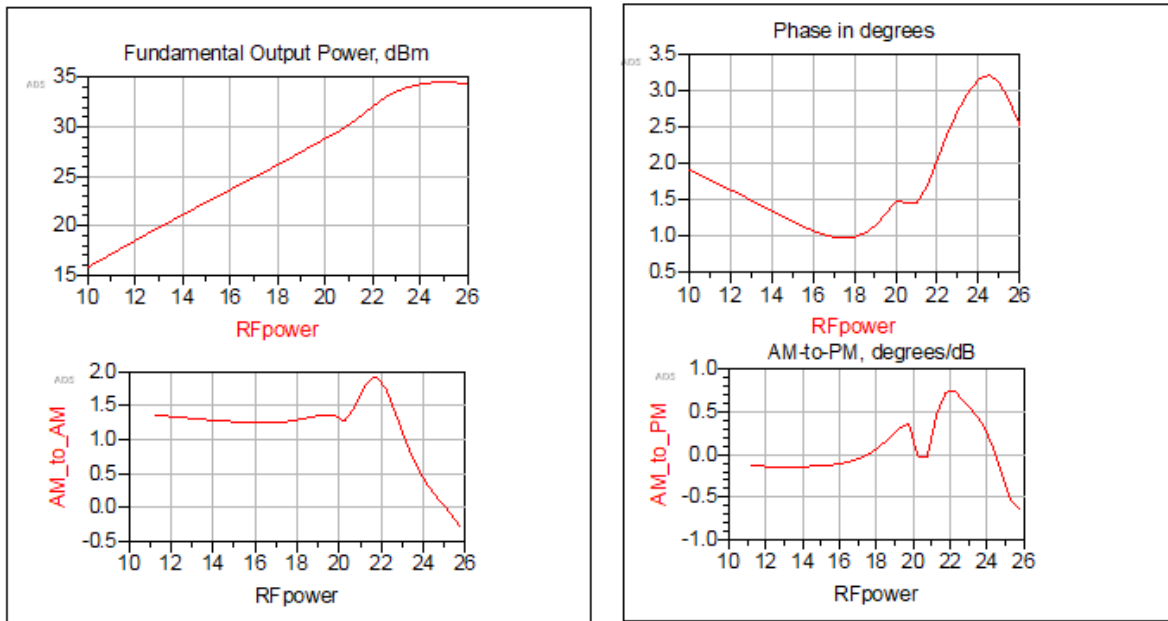 Fundamental Output Power, dBm
ADS
35
30
25
20
15
10 12 14 16 18 20 22 24 26
RFpower
ADS
AM_to_AM
2.0
1.5
1.0
0.5
0.0
-0.5
10 12 14 16 18 20 22 24 26
RFpower
Phase in degrees
ADS
3.5
3.0
2.5
2.0
1.5
1.0
0.5
10 12 14 16 18 20 22 24 26
RFpower
AM-to-PM, degrees/dB
ADS
AM_to_PM
1.0
0.5
0.0
-0.5
-1.0
10 12 14 16 18 20 22 24 26
RFpower